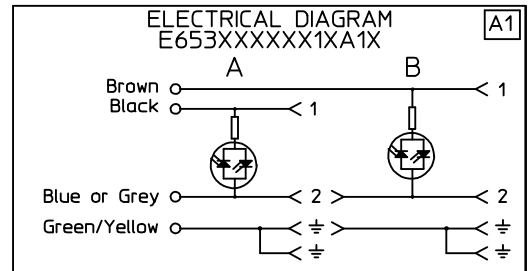 ELECTRICAL DIAGRAM
A1
E653XXXXXX1XA1X
A B
Brown 1
Black 1
Blue or Grey 2 2
Green/Yellow